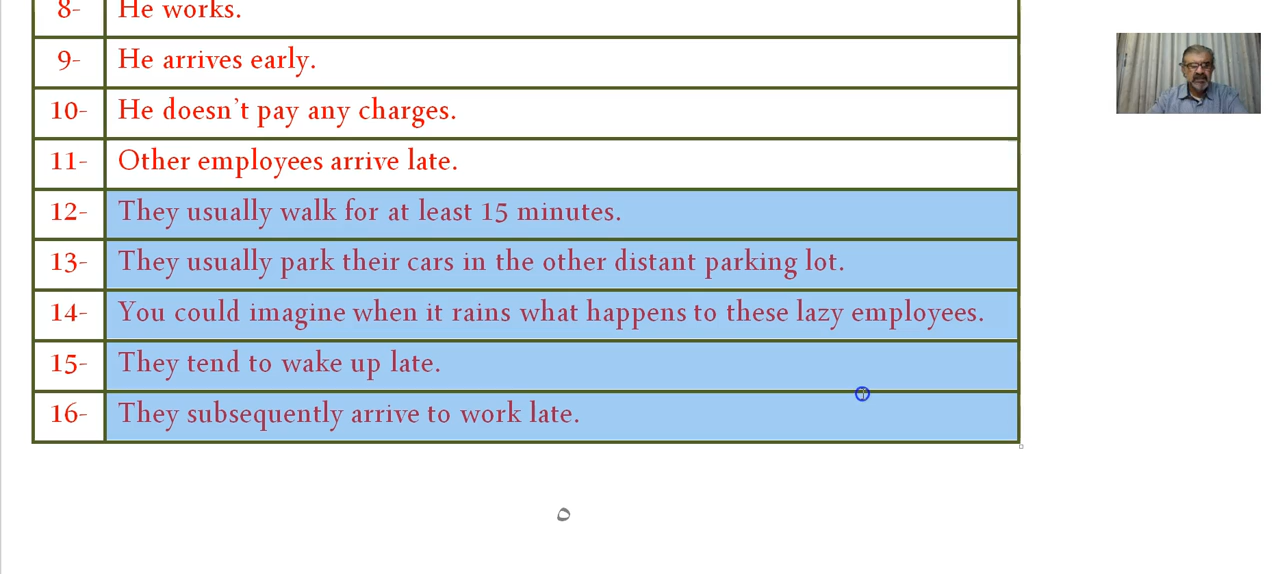 8- He works.
9- He arrives early.
10- He doesn't pay any charges.
11- Other employees arrive late.
12- They usually walk for at least 15 minutes.
13- They usually park their cars in the other distant parking lot.
14- You could imagine when it rains what happens to these lazy employees.
15- They tend to wake up late.
16- They subsequently arrive to work late.
٥